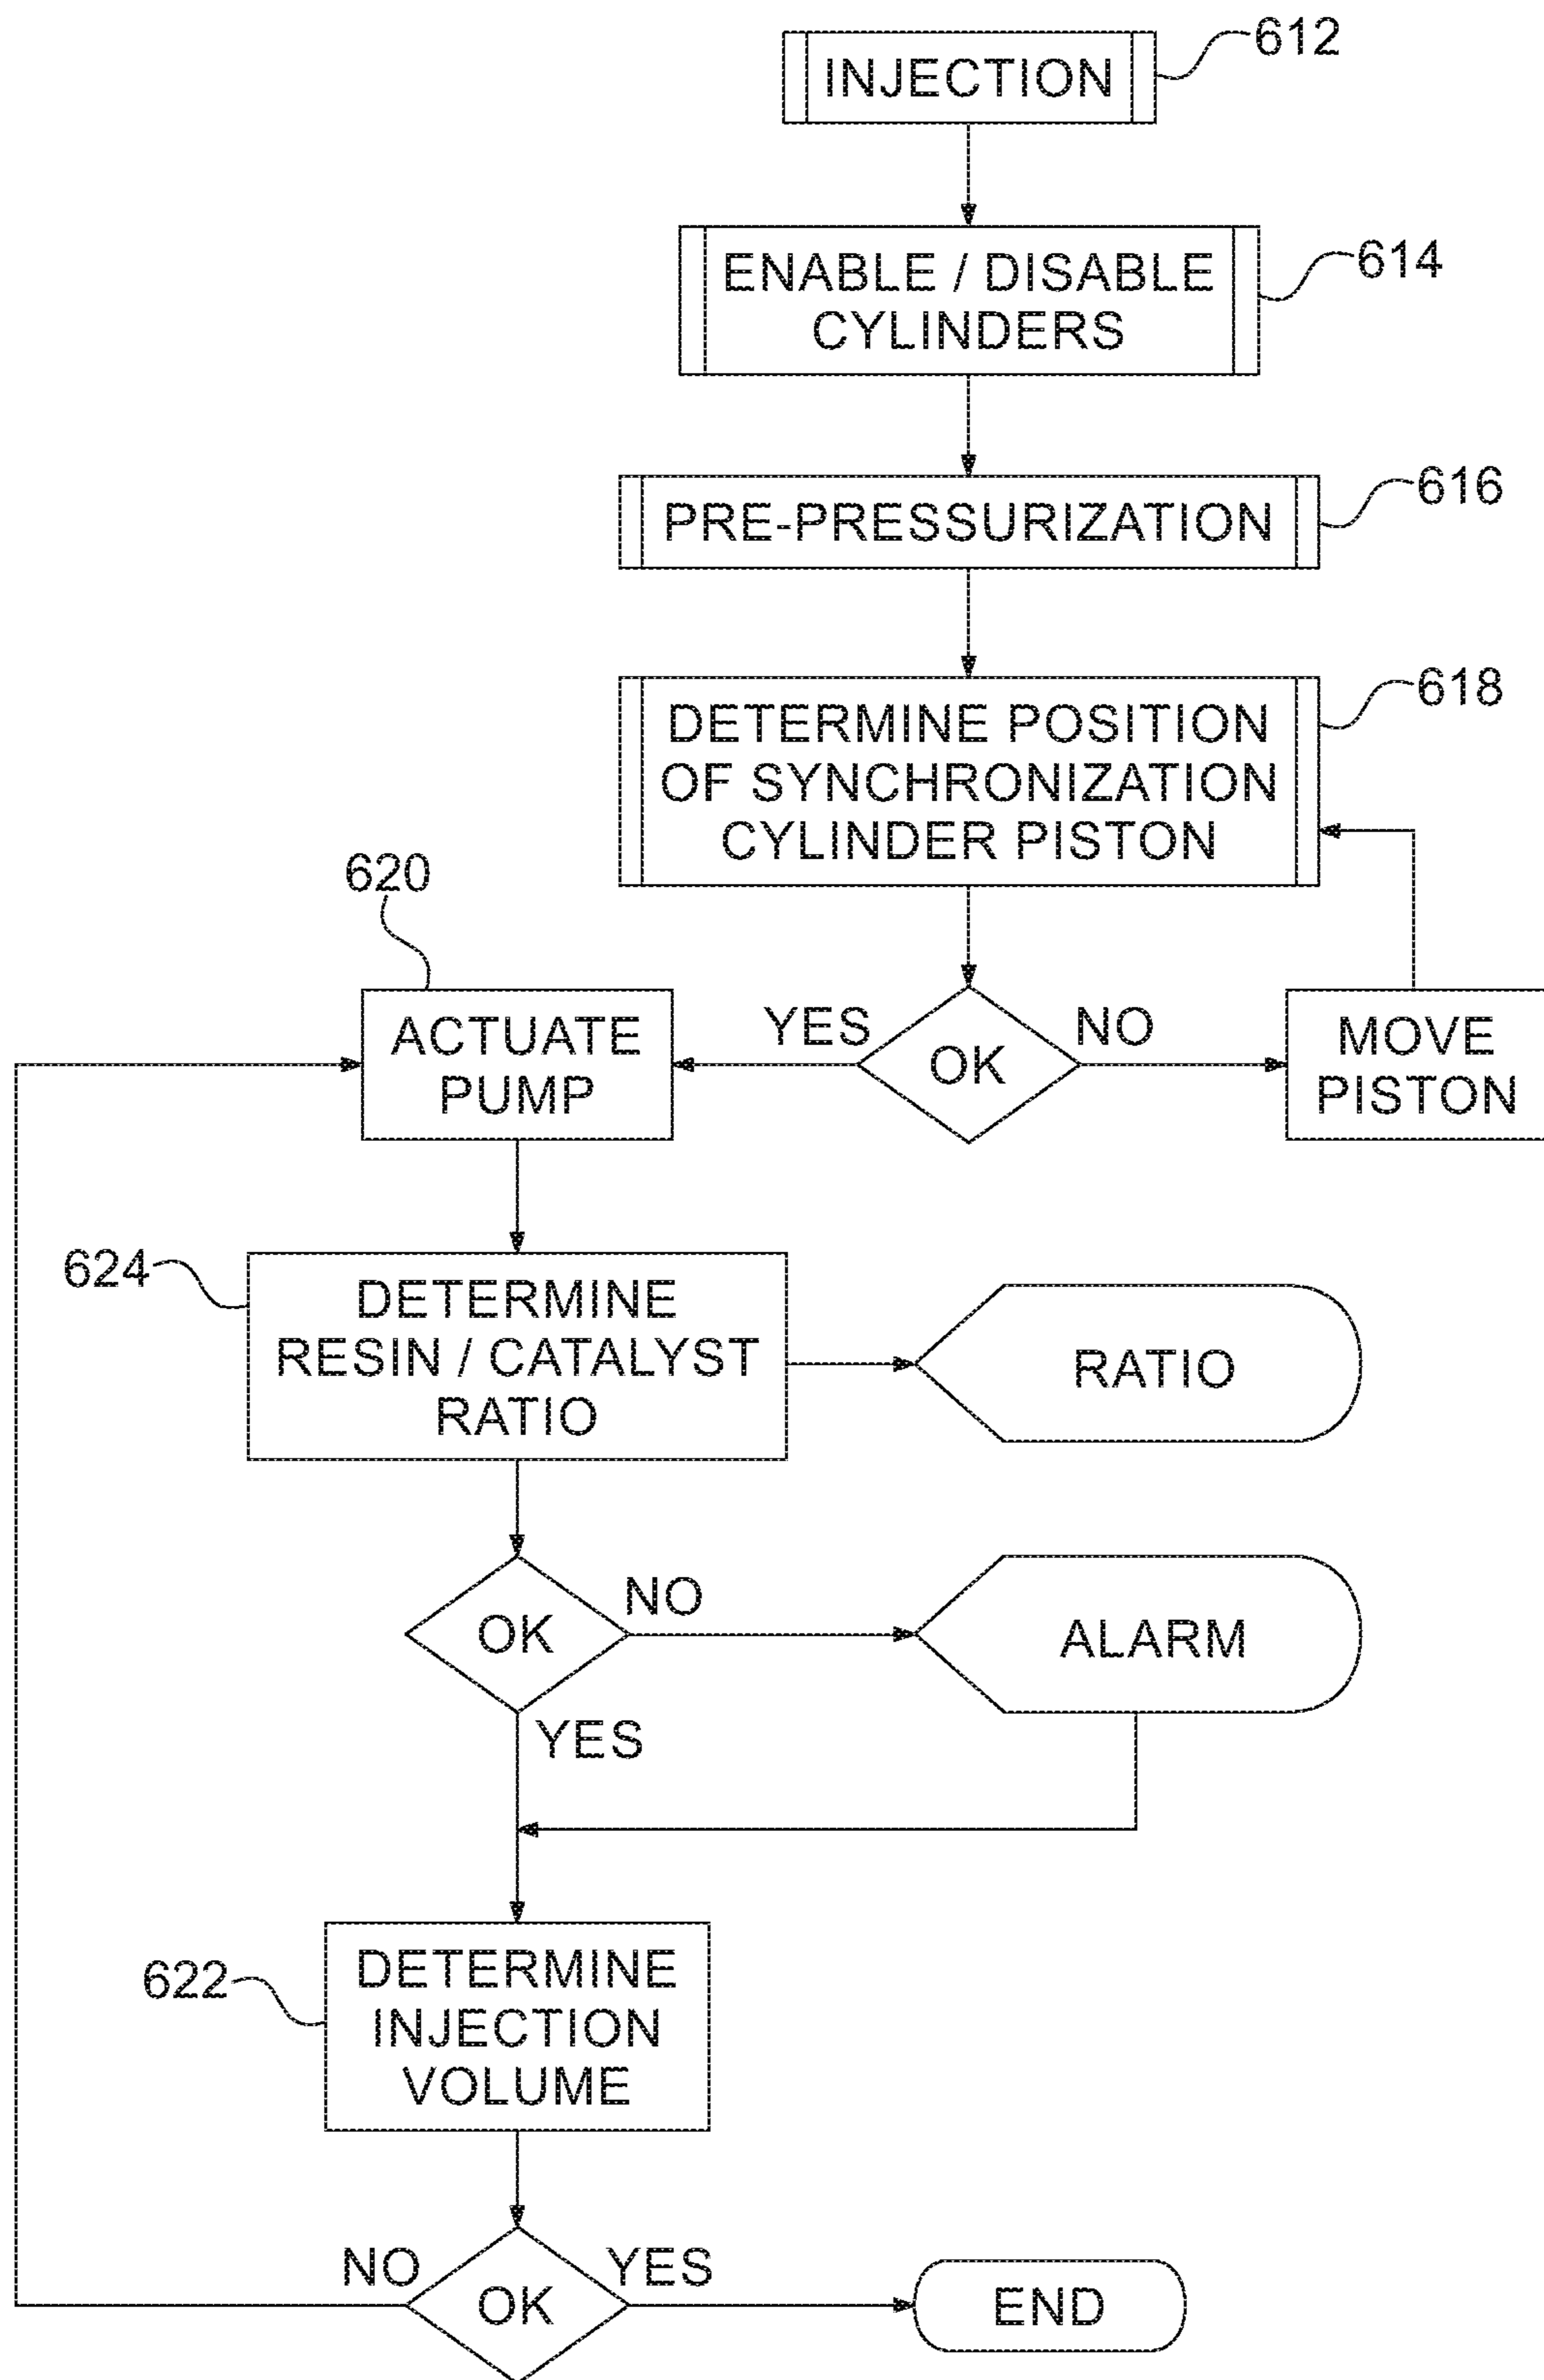 INJECTION
612
ENABLE / DISABLE
CYLINDERS
614
PRE-PRESSURIZATION
616
DETERMINE POSITION
OF SYNCHRONIZATION
CYLINDER PISTON
618
620
ACTUATE
PUMP
YES
OK
NO
MOVE
PISTON
624
DETERMINE
RESIN / CATALYST
RATIO
RATIO
OK
NO
ALARM
YES
622
DETERMINE
INJECTION
VOLUME
NO
OK
YES
END